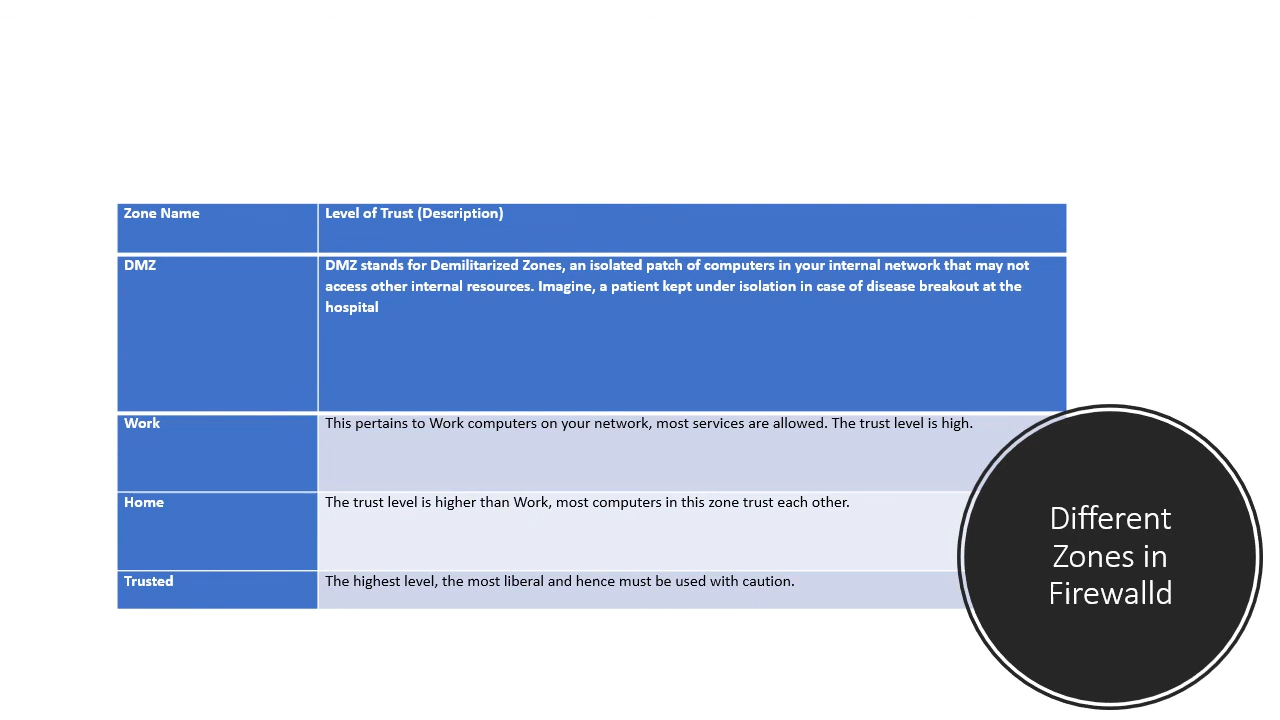 Zone Name
Level of Trust (Description)
DMZ
DMZ stands for Demilitarized Zones, an isolated patch of computers in your internal network that may not
access other internal resources. Imagine, a patient kept under isolation in case of disease breakout at the
hospital
Work
This pertains to Work computers on your network, most services are allowed. The trust level is high.
Home
The trust level is higher than Work, most computers in this zone trust each other.
Trusted
The highest level, the most liberal and hence must be used with caution.
Different
Zones in
Firewalld